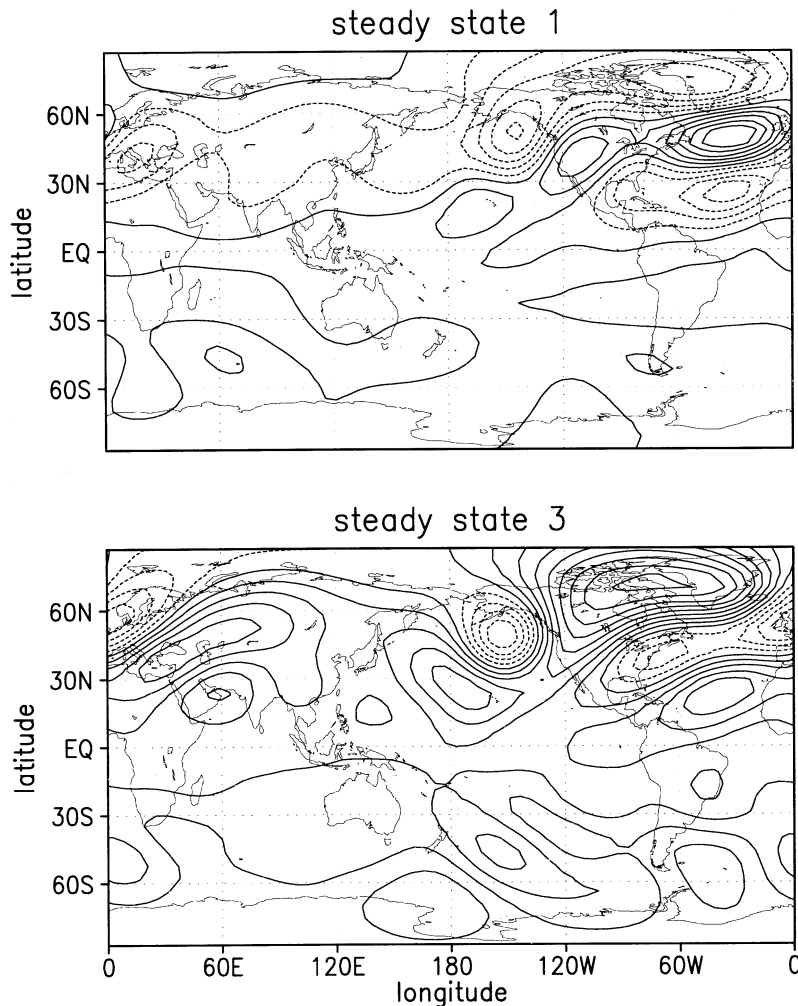 steady state 1
60N
30N
EQ
30S
60S
latitude
steady state 3
60N
30N
EQ
30S
60S
latitude
0 60E 120E 180 120W 60W 0
longitude